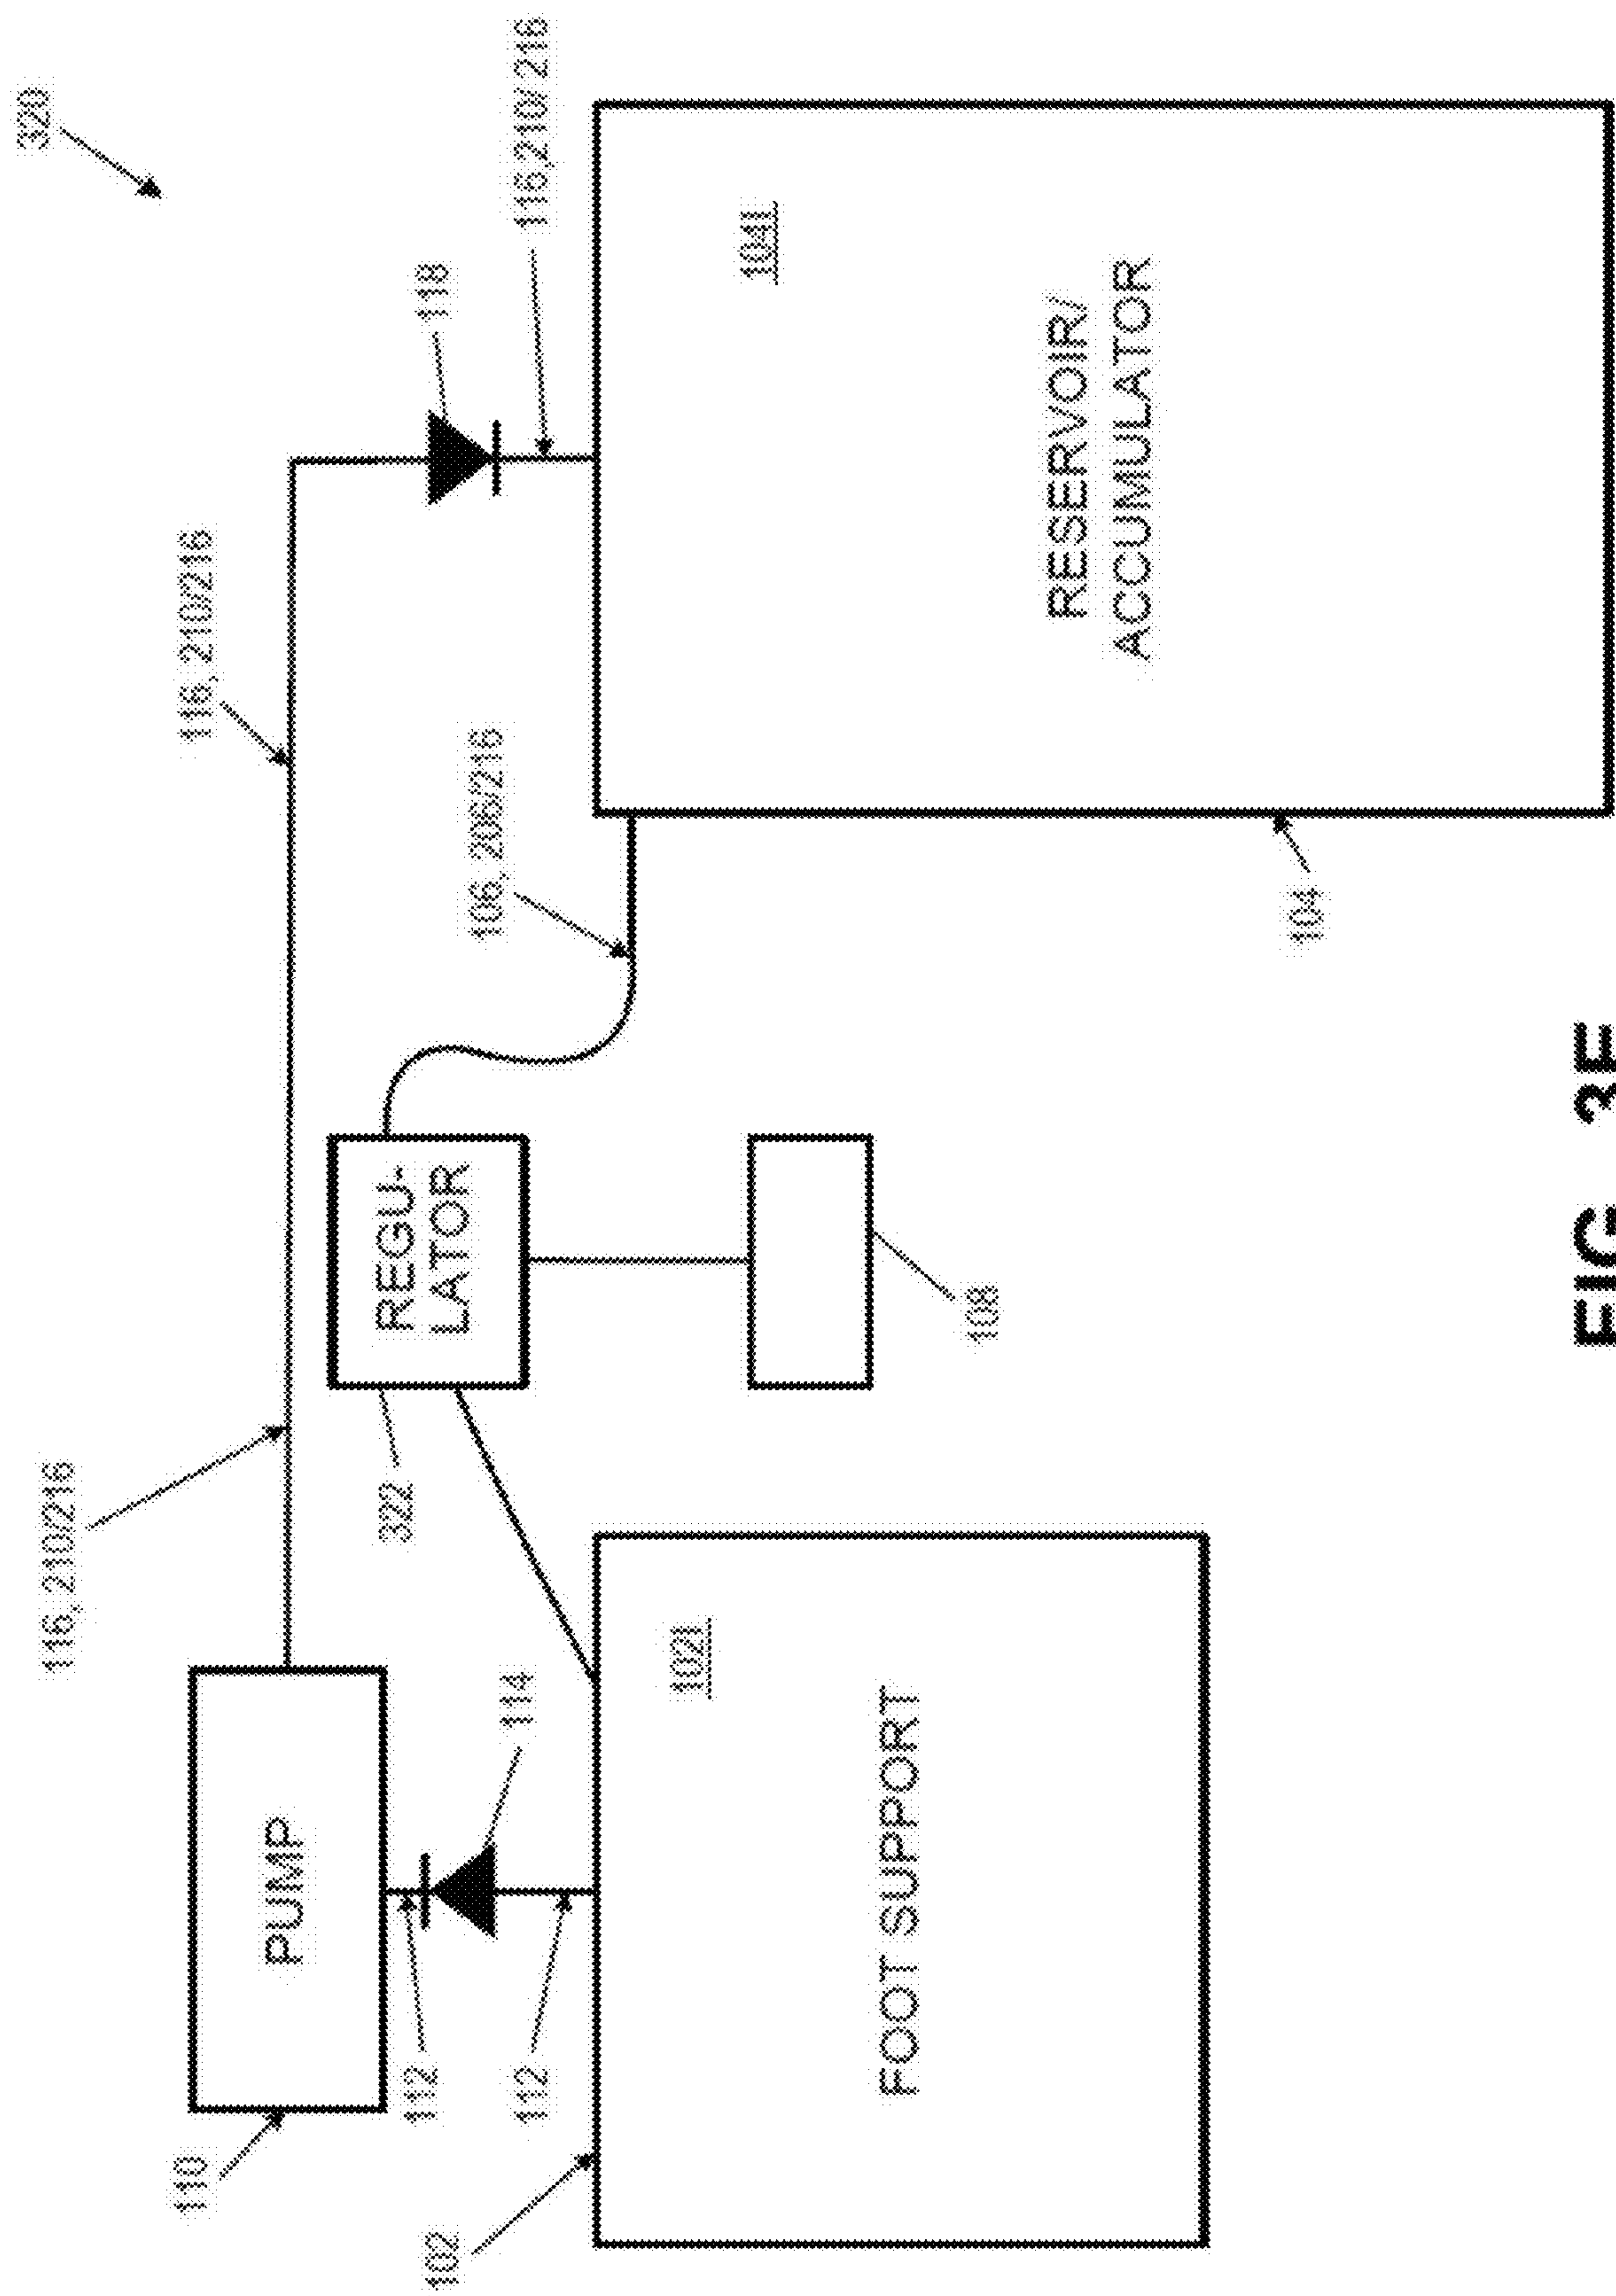 320
116, 210/216
110
116, 210/216
PUMP
322
REGU-
LATOR
112
118
102
106, 206/216
112
114
116,210/ 216
102I
104I
FOOT SUPPORT
108
RESERVOIR/
ACCUMULATOR
104
FIG